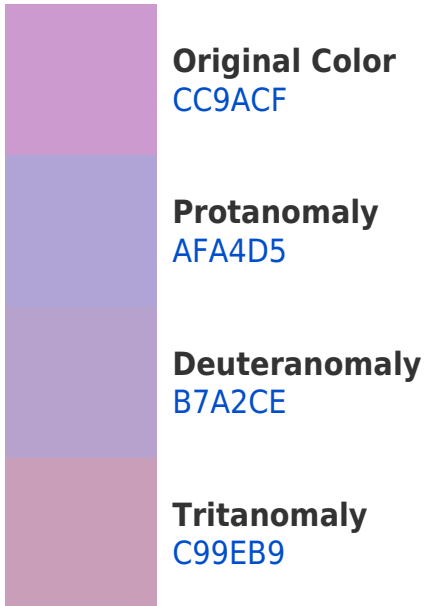 Original Color
CC9ACF
Protanomaly
AFA4D5
Deuteranomaly
B7A2CE
Tritanomaly
C99EB9